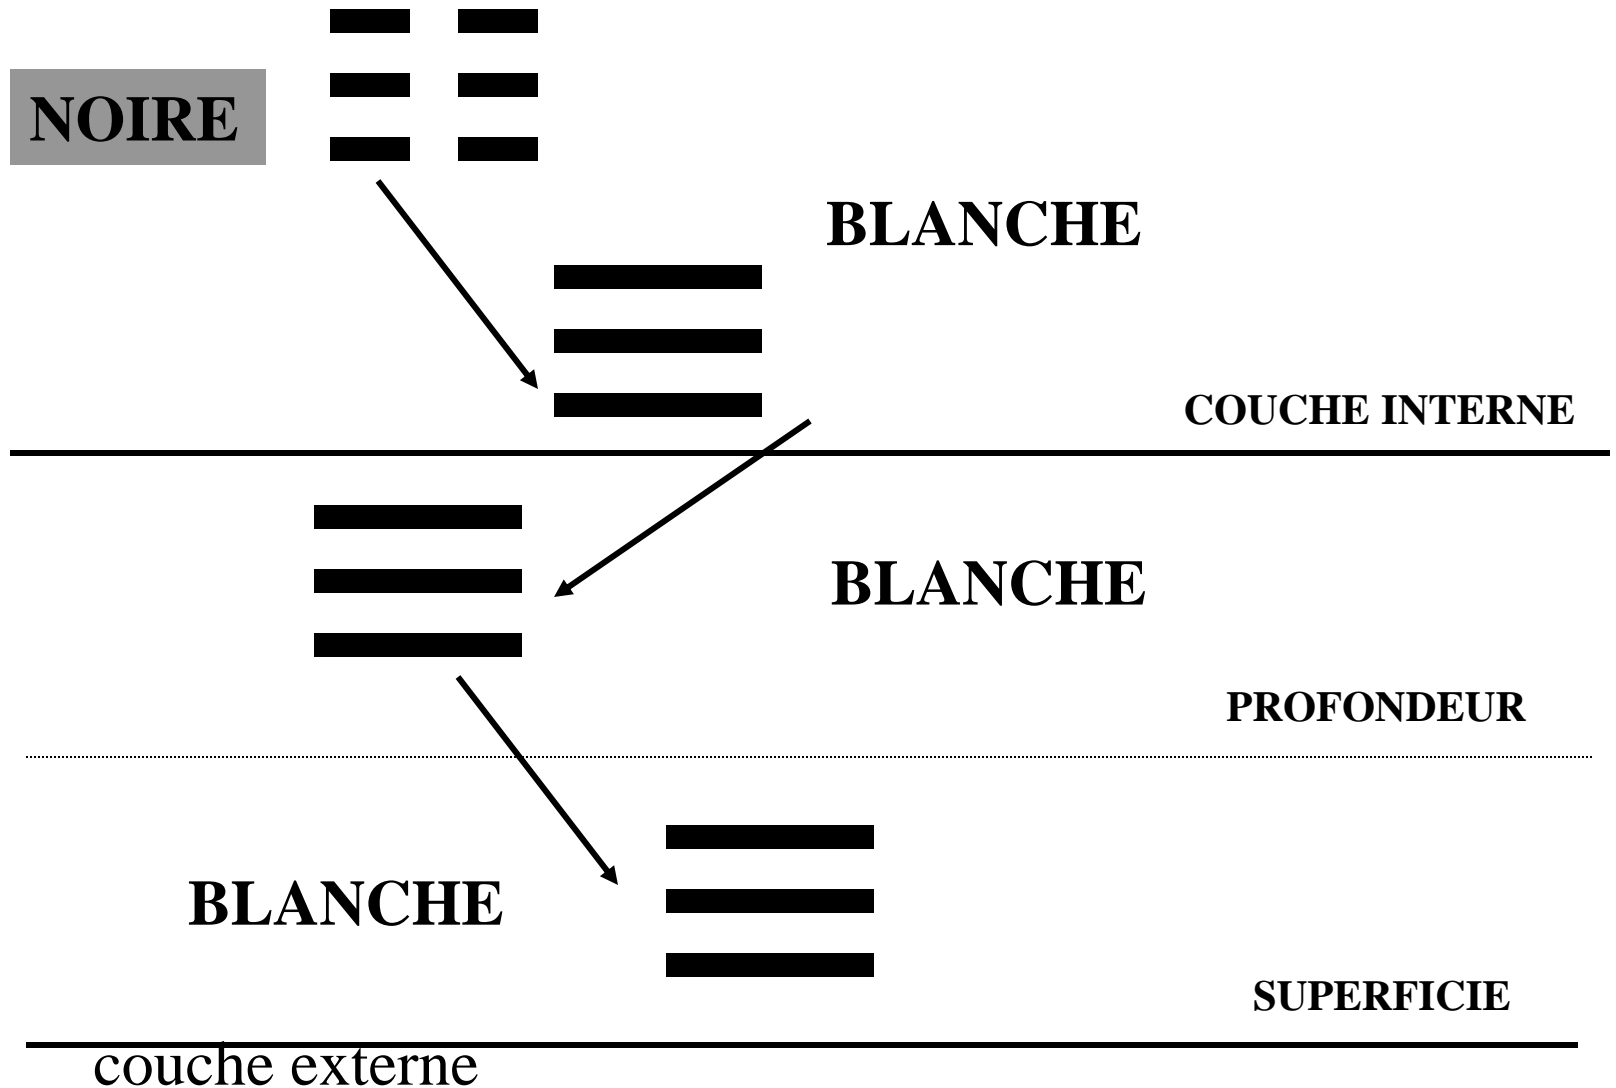 NOIRE
BLANCHE
COUCHE INTERNE
BLANCHE
PROFONDEUR
BLANCHE
SUPERFICIE
couche externe